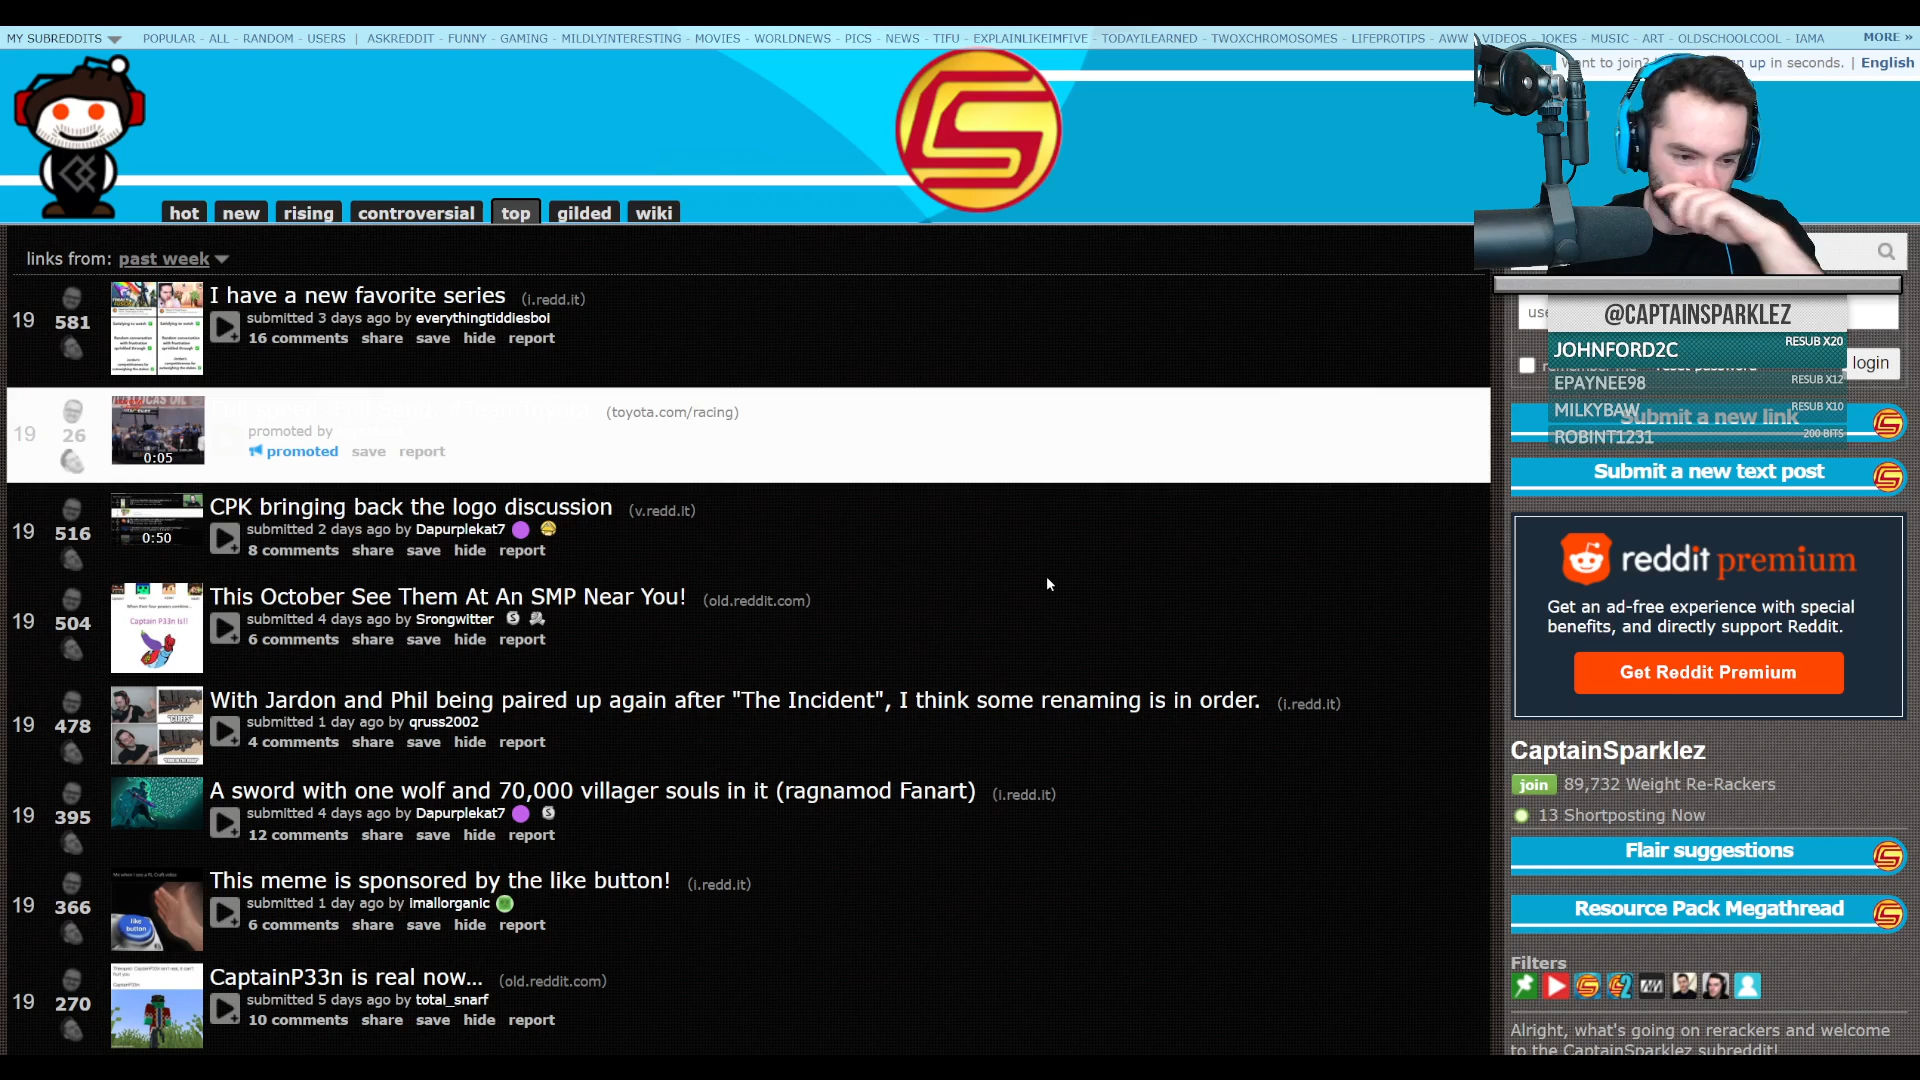 MY SUBREDDITS POPULAR - ALL - RANDOM - USERS | ASKREDDIT - FUNNY - GAMING - MILDLYINTERESTING - MOVIES - WORLDNEWS - PICS - NEWS - TIFU - EXPLAINLIKEIMFIVE - TODAYILEARNED - TWOXCHROMOSOMES - LIFEPROTIPS - AWW - VIDEOS - JOKES - MUSIC - ART - OLDSCHOOLCOOL - IAMA MORE »
Want to join? up in seconds. | English
hot new rising controversial top gilded wiki
links from: past week
19 581 I have a new favorite series (i.redd.it)
submitted 3 days ago by everythingtiddiesboi
16 comments share save hide report
19 26 (toyota.com/racing)
promoted by
promoted save report
0:05
19 516 CPK bringing back the logo discussion (v.redd.it)
submitted 2 days ago by Dapurplekat7
8 comments share save hide report
0:50
19 504 This October See Them At An SMP Near You! (old.reddit.com)
submitted 4 days ago by Srongwitter
6 comments share save hide report
Captain P33n Is!!
19 478 With Jardon and Phil being paired up again after "The Incident", I think some renaming is in order. (i.redd.it)
submitted 1 day ago by qruss2002
4 comments share save hide report
19 395 A sword with one wolf and 70,000 villager souls in it (ragnamod Fanart) (i.redd.it)
submitted 4 days ago by Dapurplekat7
12 comments share save hide report
19 366 This meme is sponsored by the like button! (i.redd.it)
submitted 1 day ago by imallorganic
6 comments share save hide report
like
button
19 270 CaptainP33n is real now... (old.reddit.com)
submitted 5 days ago by total_snarf
10 comments share save hide report
@CAPTAINSPARKLEZ
JOHNFORD2C RESUB X20
EPAYNEE98 RESUB X12
MILKYBAW RESUB X10
ROBINT1231 200 BITS
login
Submit a new link
Submit a new text post
reddit premium
Get an ad-free experience with special
benefits, and directly support Reddit.
Get Reddit Premium
CaptainSparklez
join 89,732 Weight Re-Rackers
13 Shortposting Now
Flair suggestions
Resource Pack Megathread
Filters
Alright, what's going on rerackers and welcome
to the CaptainSparklez subreddit!